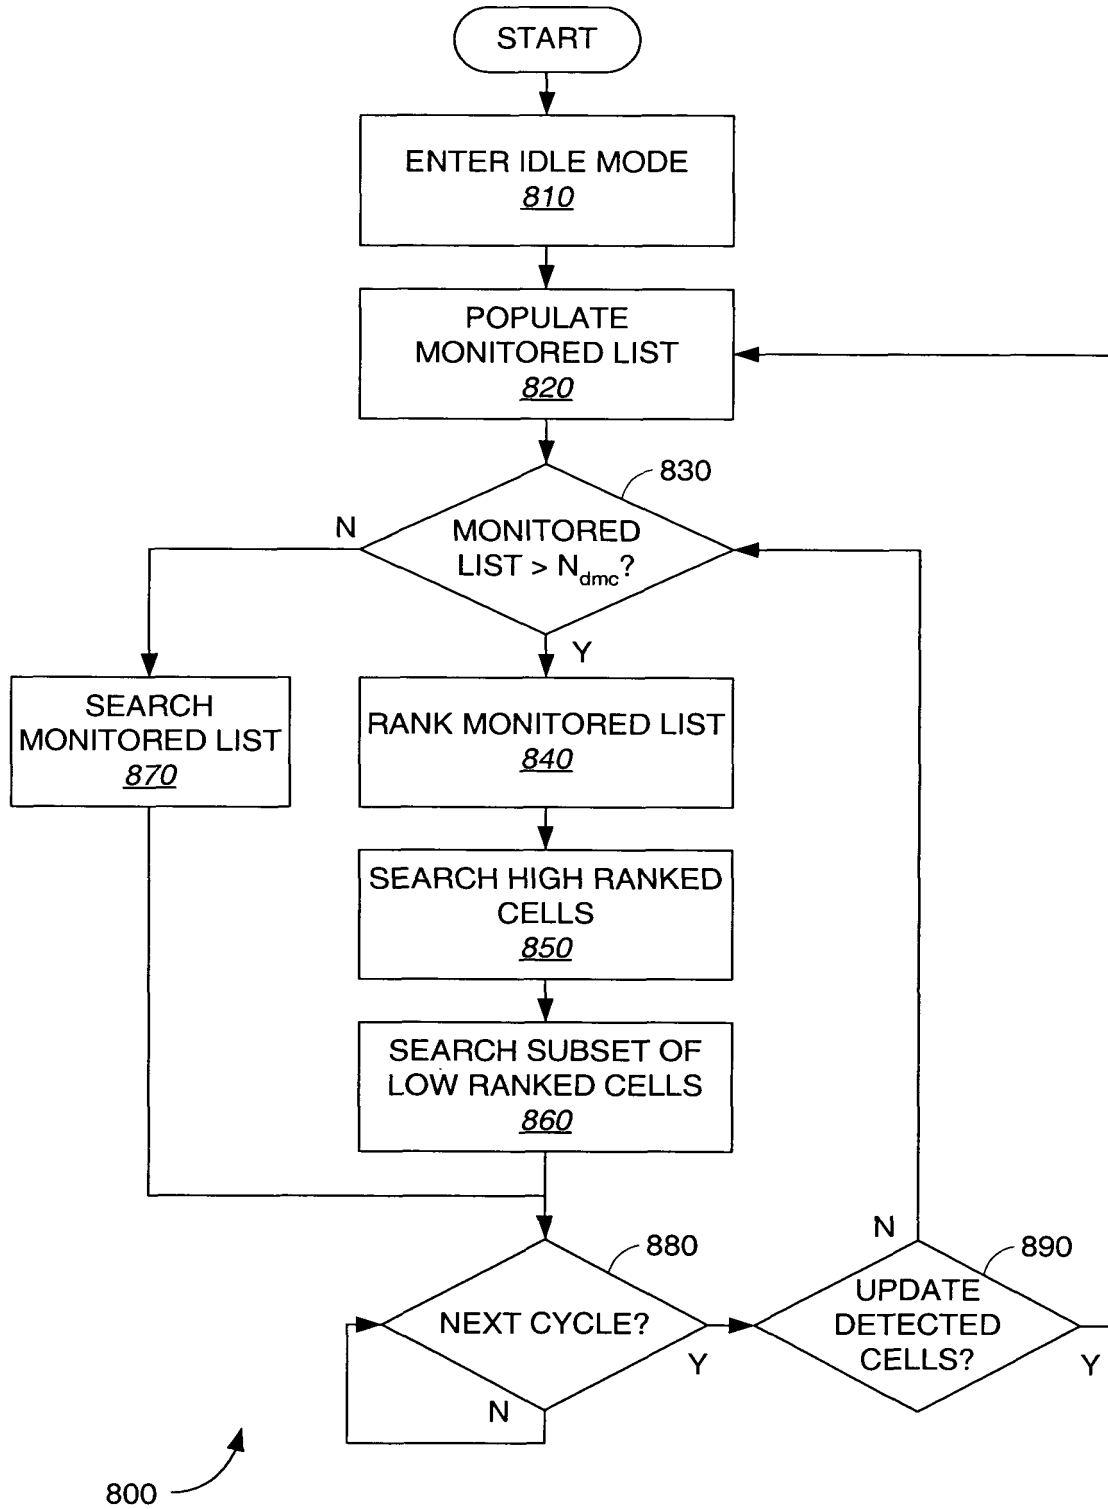 START
ENTER IDLE MODE
810
POPULATE
MONITORED LIST
820
830
N
MONITORED
LIST > Ndmc?
Y
SEARCH
MONITORED LIST
870
RANK MONITORED LIST
840
SEARCH HIGH RANKED
CELLS
850
SEARCH SUBSET OF
LOW RANKED CELLS
860
880
NEXT CYCLE?
Y
N
N
890
UPDATE
DETECTED
CELLS?
Y
800